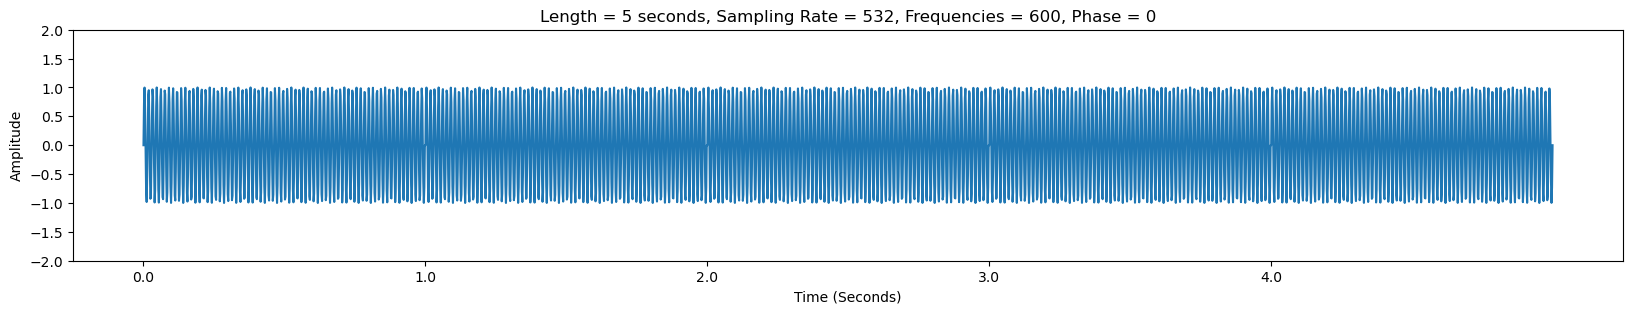 Length = 5 seconds, Sampling Rate = 532, Frequencies = 600, Phase = 0
2.0
1.5
1.0
0.5
0.0
−0.5
−1.0
−1.5
−2.0
Amplitude
0.0 1.0 2.0 3.0 4.0
Time (Seconds)